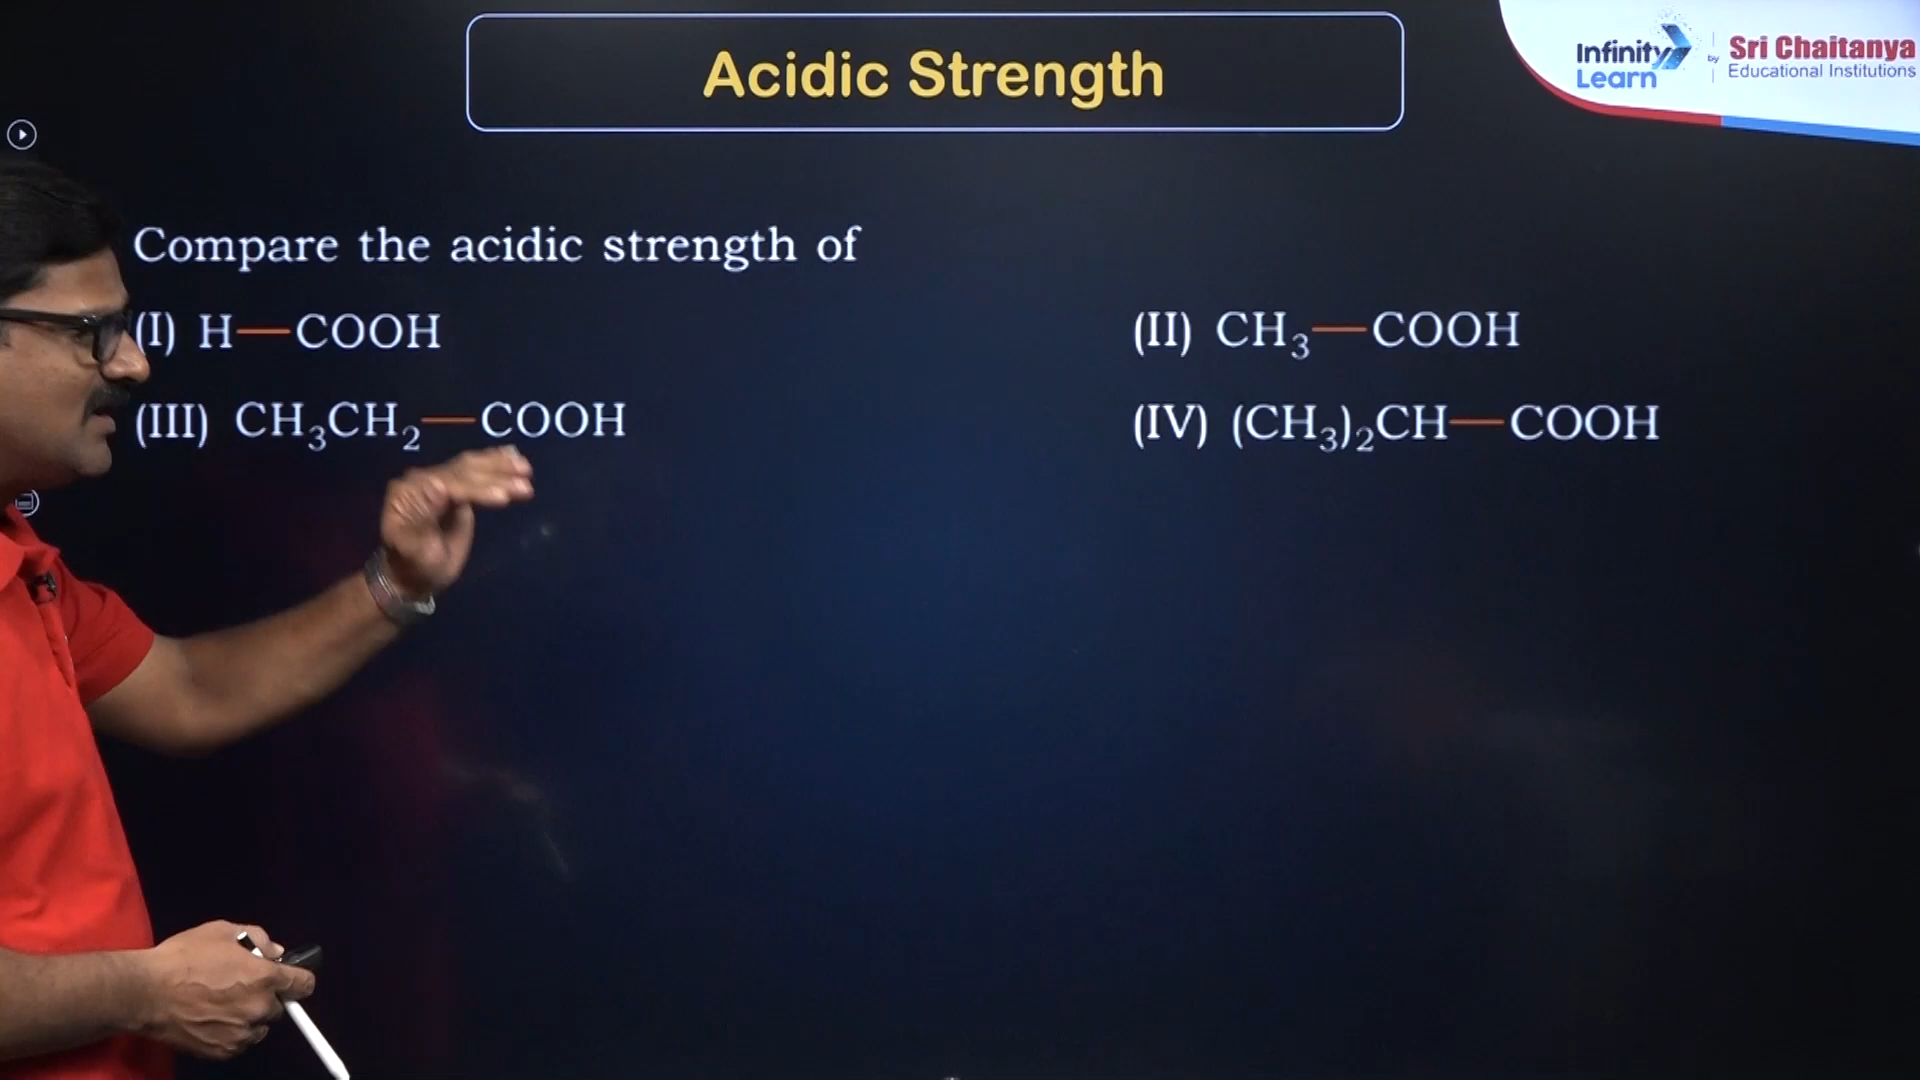 Acidic Strength
Infinity Learn by Sri Chaitanya Educational Institutions
Compare the acidic strength of
(I) H—COOH
(II) CH₃—COOH
(III) CH₃CH₂—COOH
(IV) (CH₃)₂CH—COOH